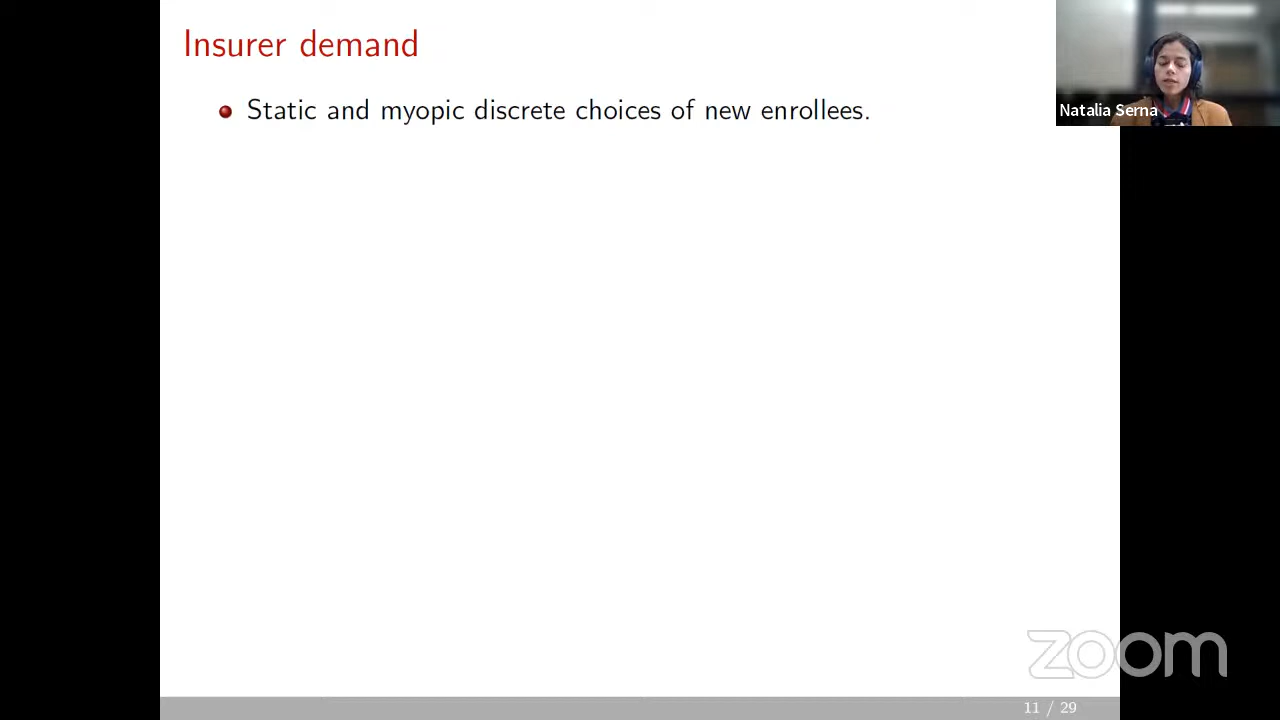 Insurer demand
Static and myopic discrete choices of new enrollees.
Natalia Serna
zoom
11 / 29